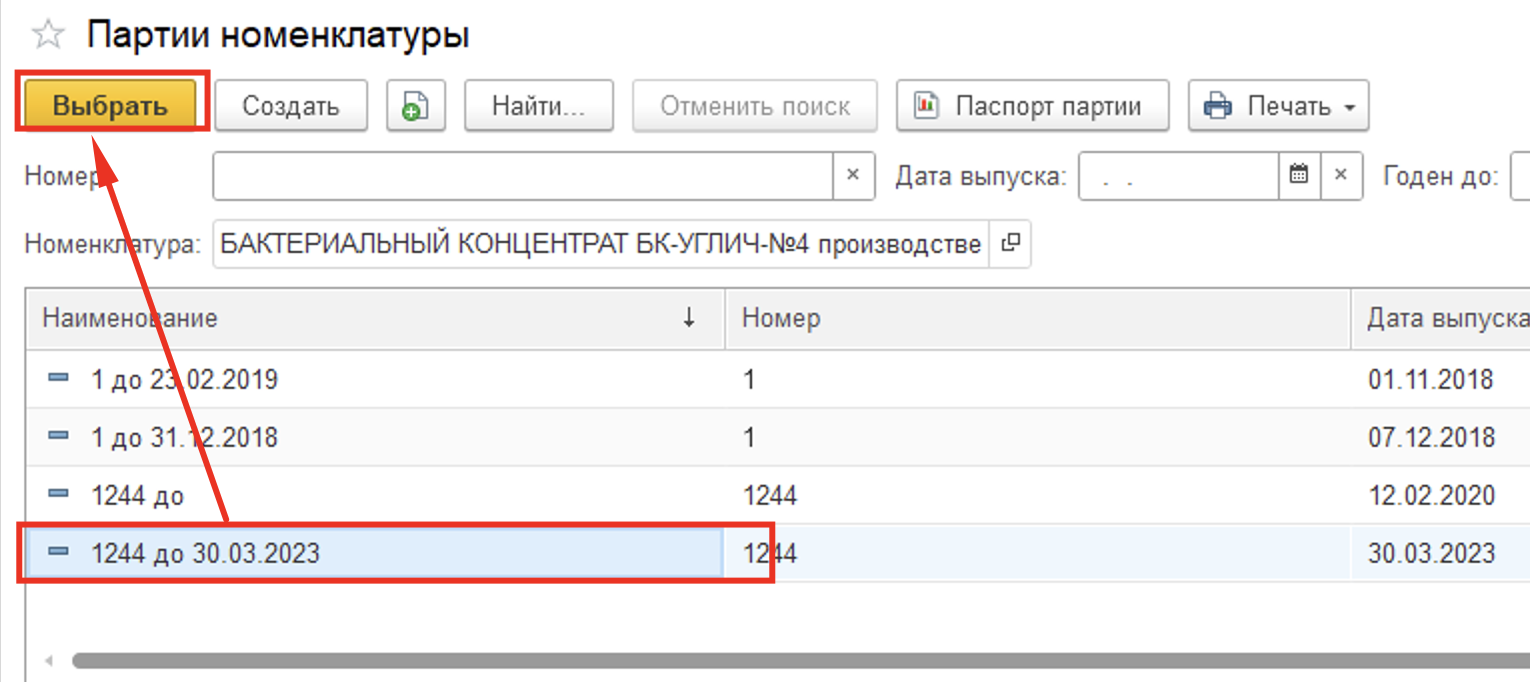 Партии номенклатуры
Выбрать Создать Найти... Отменить поиск Паспорт партии Печать
Номер Дата выпуска: . . Годен до:
Номенклатура: БАКТЕРИАЛЬНЫЙ КОНЦЕНТРАТ БК-УГЛИЧ-№4 производстве
Наименование ↓ Номер Дата выпуска
1 до 23.02.2019 1 01.11.2018
1 до 31.12.2018 1 07.12.2018
1244 до 1244 12.02.2020
1244 до 30.03.2023 1244 30.03.2023